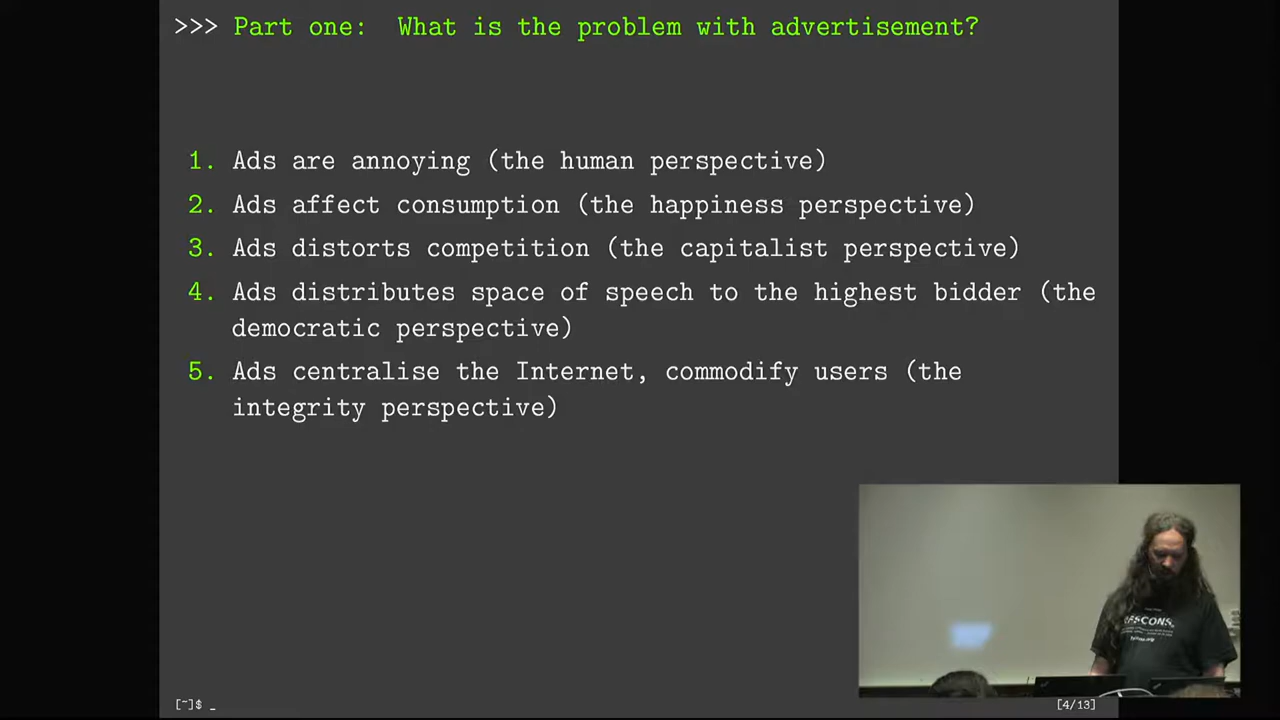 >>> Part one: What is the problem with advertisement?
1. Ads are annoying (the human perspective)
2. Ads affect consumption (the happiness perspective)
3. Ads distorts competition (the capitalist perspective)
4. Ads distributes space of speech to the highest bidder (the
democratic perspective)
5. Ads centralise the Internet, commodify users (the
integrity perspective)
[~]$ _
[4/13]